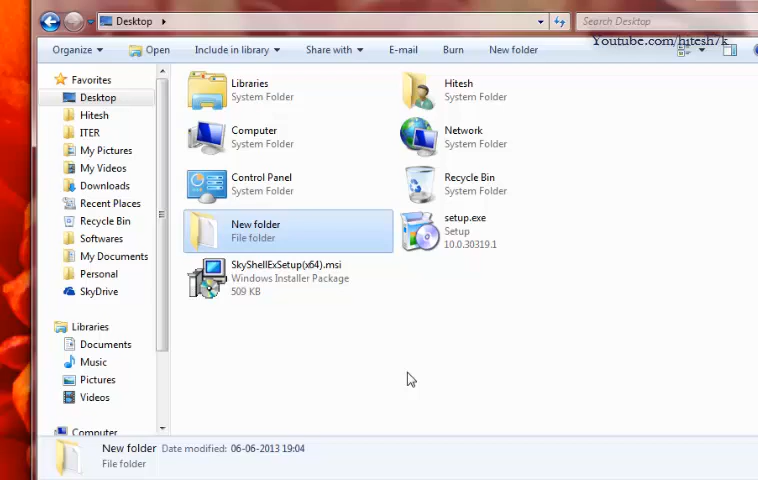 Desktop
Search Desktop
Youtube.com/hitesh7k
Organize Open Include in library Share with E-mail Burn New folder
Favorites
Desktop
Hitesh
ITER
My Pictures
My Videos
Downloads
Recent Places
Recycle Bin
Softwares
My Documents
Personal
SkyDrive
Libraries
Documents
Music
Pictures
Videos
Computer
Libraries
System Folder
Hitesh
System Folder
Computer
System Folder
Network
System Folder
Control Panel
System Folder
Recycle Bin
System Folder
New folder
File folder
setup.exe
Setup
10.0.30319.1
SkyShellExSetup(x64).msi
Windows Installer Package
509 KB
New folder Date modified: 06-06-2013 19:04
File folder